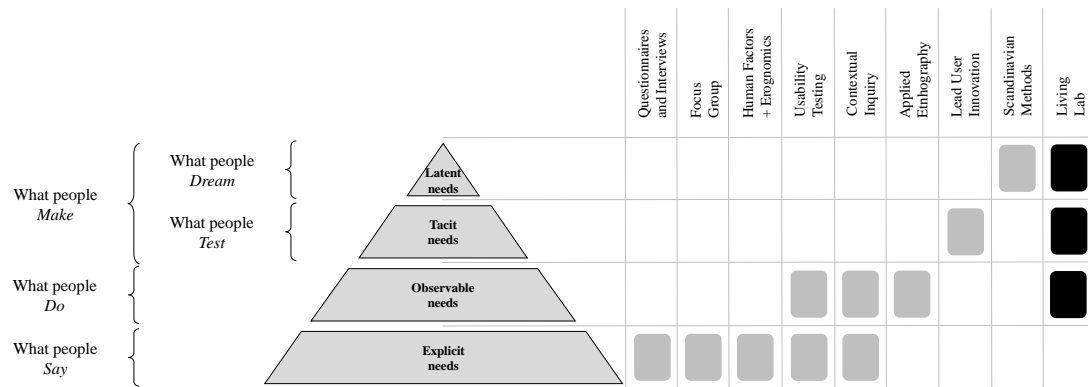 Questionnaires
and Interviews
Focus
Group
Human Factors
+ Erognomics
Usability
Testing
Contextual
Inquiry
Applied
Etnhography
Lead User
Innovation
Scandinavian
Methods
Living
Lab
What people
Make
What people
Dream
Latent
needs
What people
Test
Tacit
needs
What people
Do
Observable
needs
What people
Say
Explicit
needs